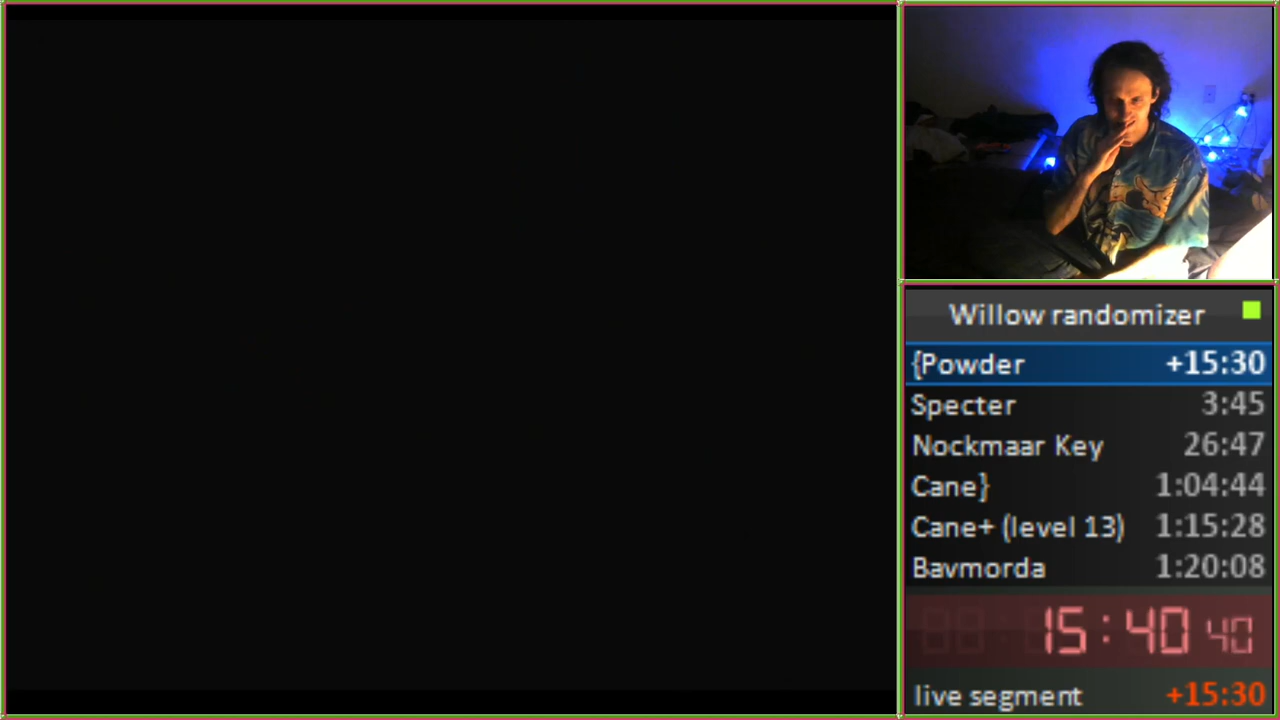 Willow randomizer
{Powder +15:30
Specter 3:45
Nockmaar Key 26:47
Cane} 1:04:44
Cane+ (level 13) 1:15:28
Bavmorda 1:20:08
15:40 40
live segment +15:30